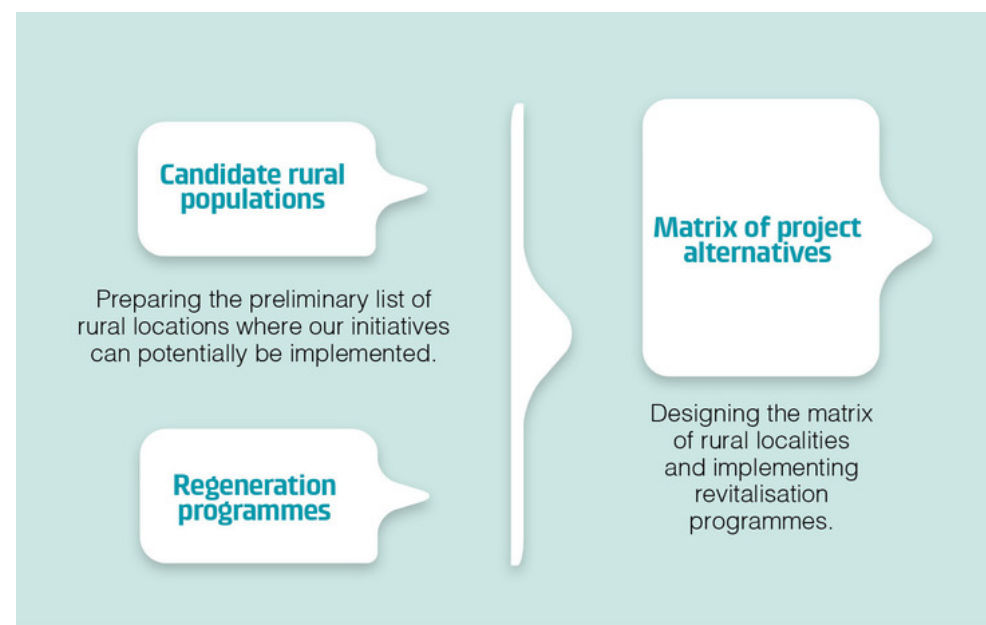 Candidate rural
populations
Preparing the preliminary list of
rural locations where our initiatives
can potentially be implemented.
Regeneration
programmes
Matrix of project
alternatives
Designing the matrix
of rural localities
and implementing
revitalisation
programmes.